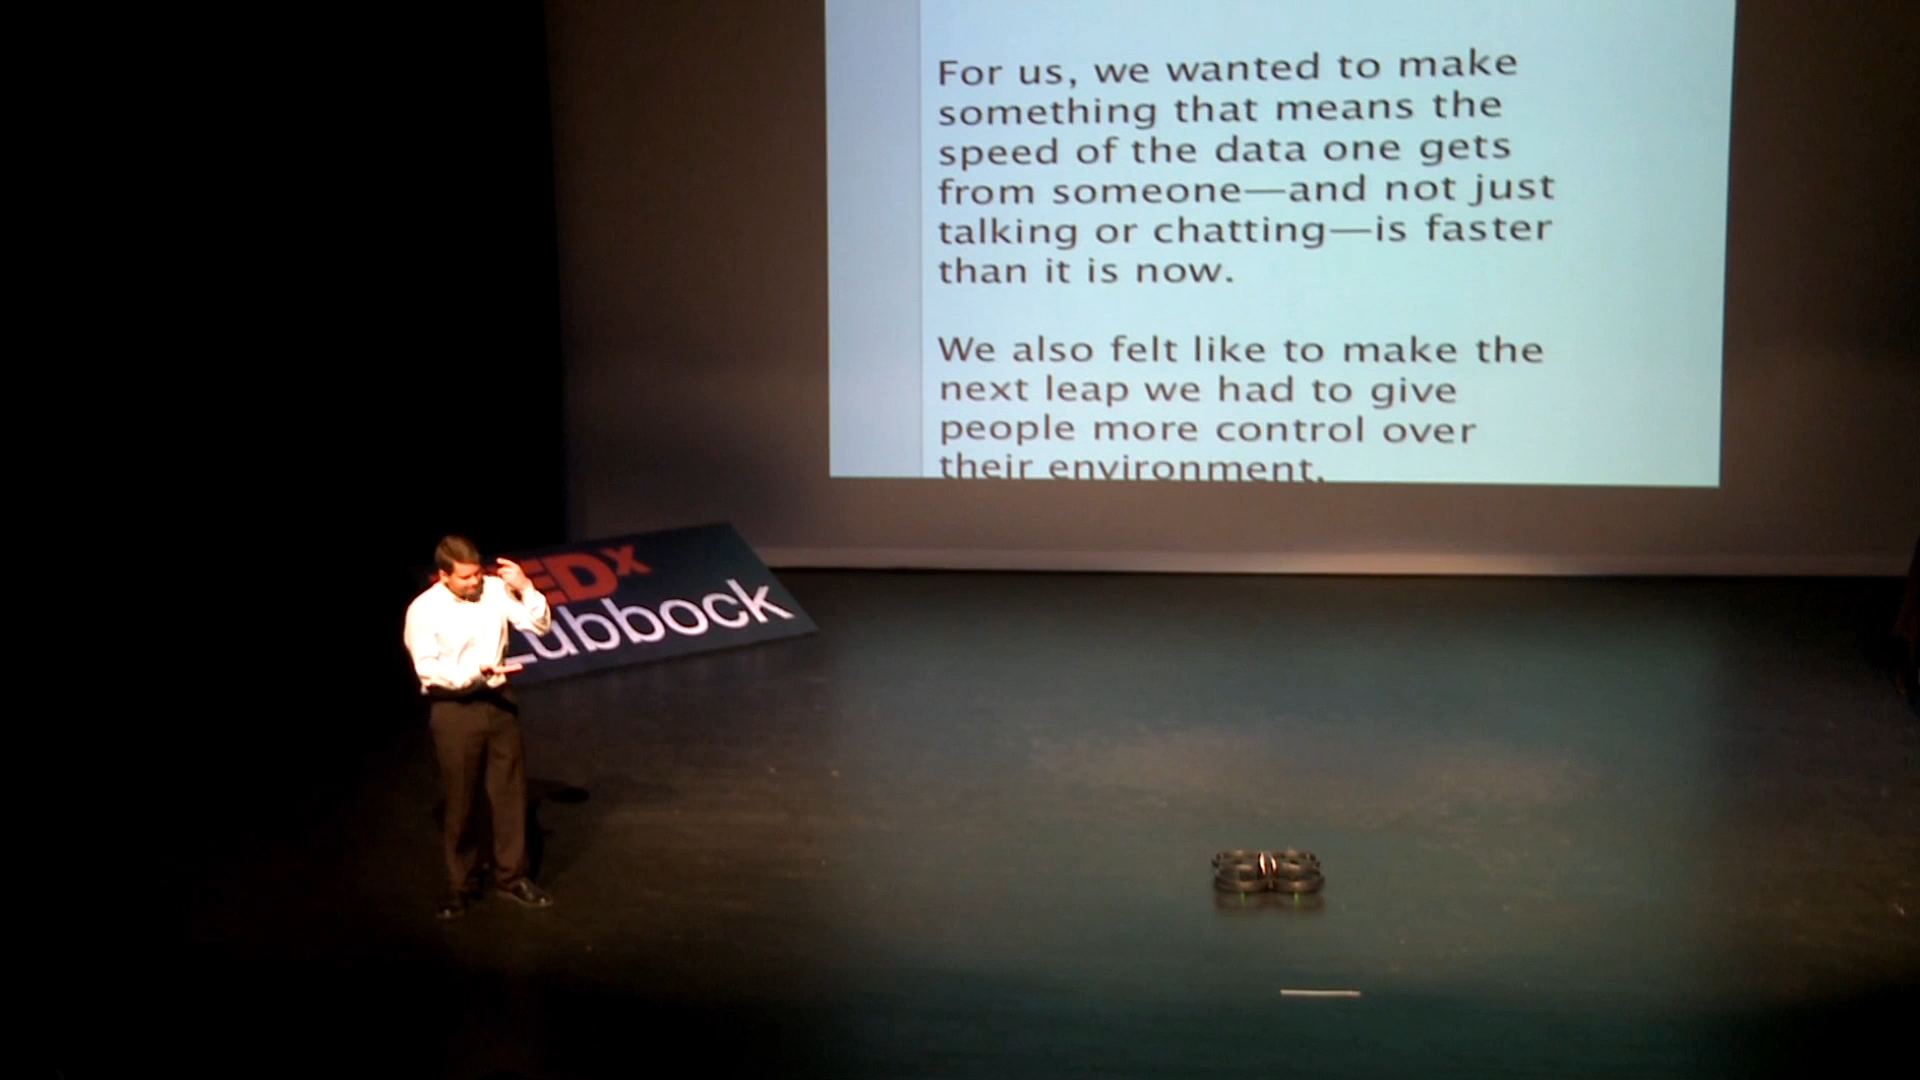 For us, we wanted to make
something that means the
speed of the data one gets
from someone—and not just
talking or chatting—is faster
than it is now.
We also felt like to make the
next leap we had to give
people more control over
their environment.
TEDx
Lubbock